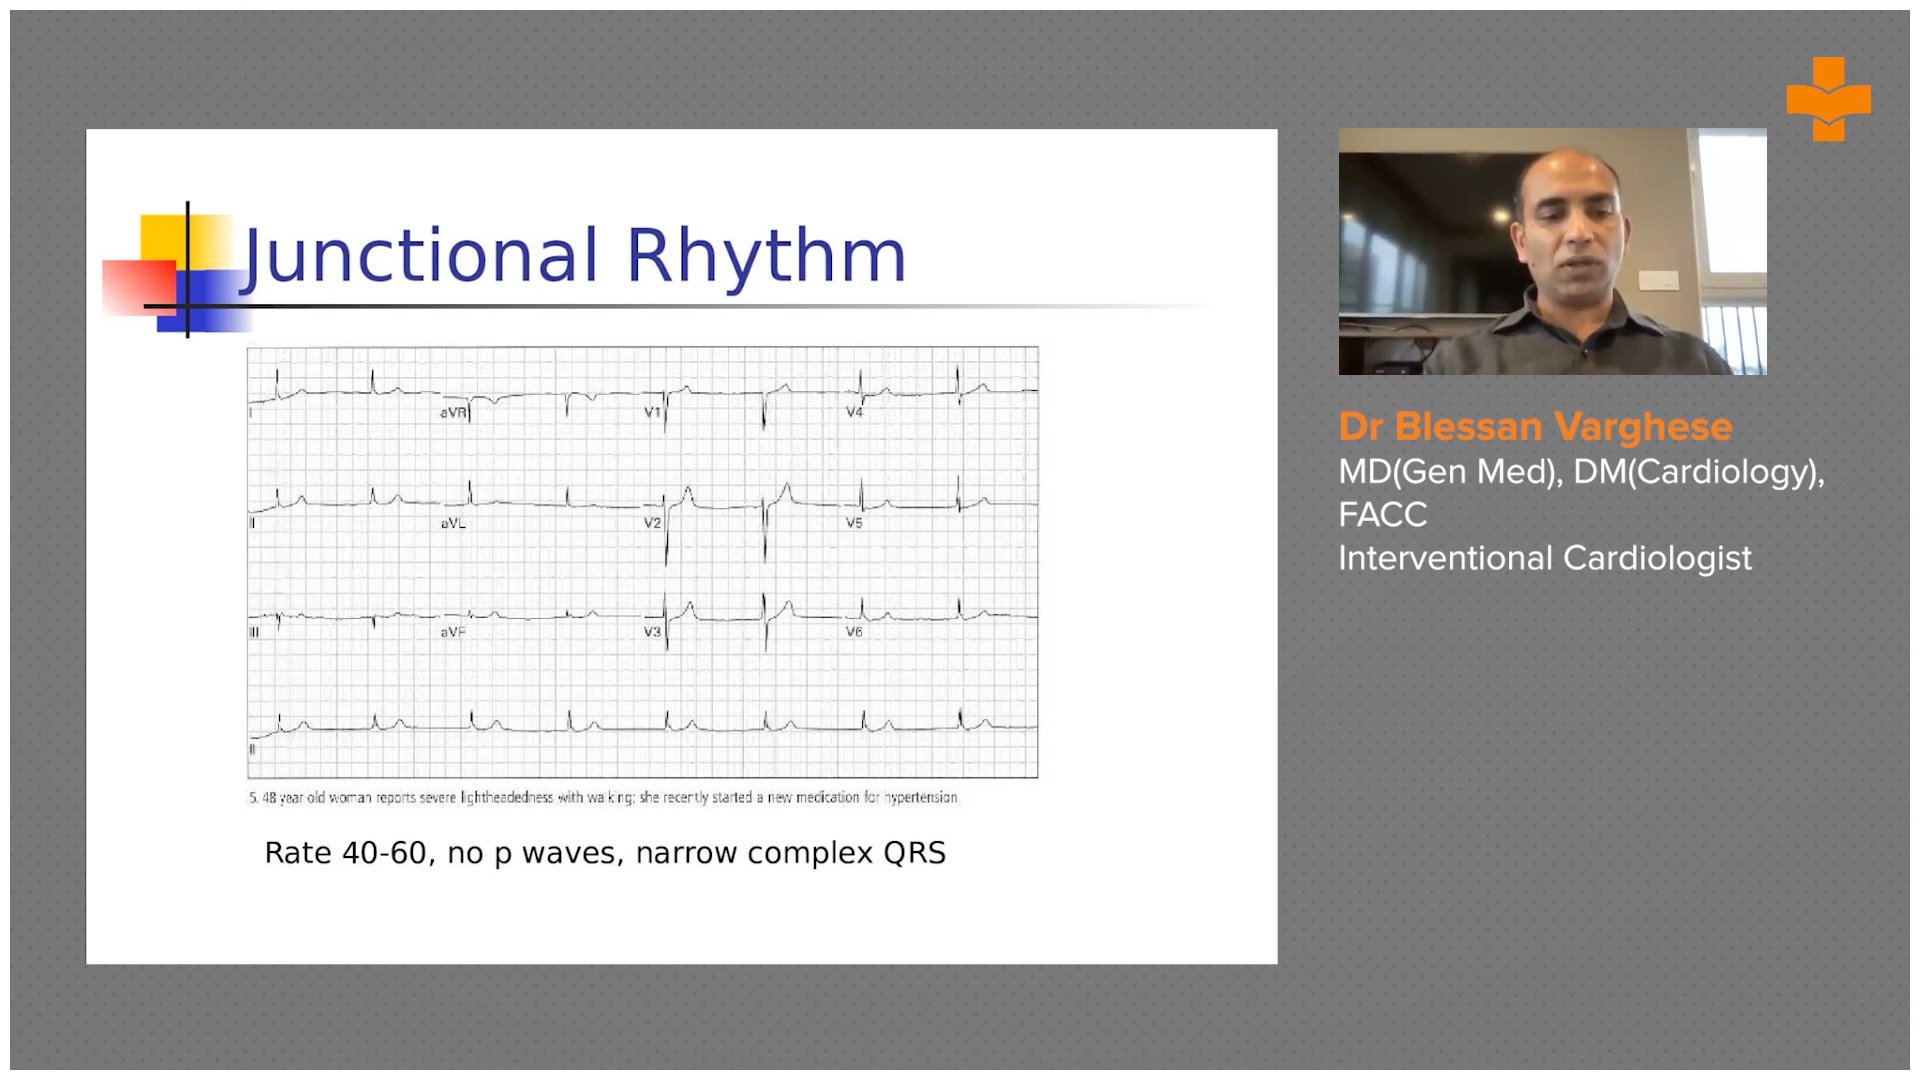 Junctional Rhythm
I aVR V1 V4
II aVL V2 V5
III aVF V3 V6
II
5. 48 year old woman reports severe lightheadedness with walking; she recently started a new medication for hypertension
Rate 40-60, no p waves, narrow complex QRS
Dr Blessan Varghese
MD(Gen Med), DM(Cardiology),
FACC
Interventional Cardiologist